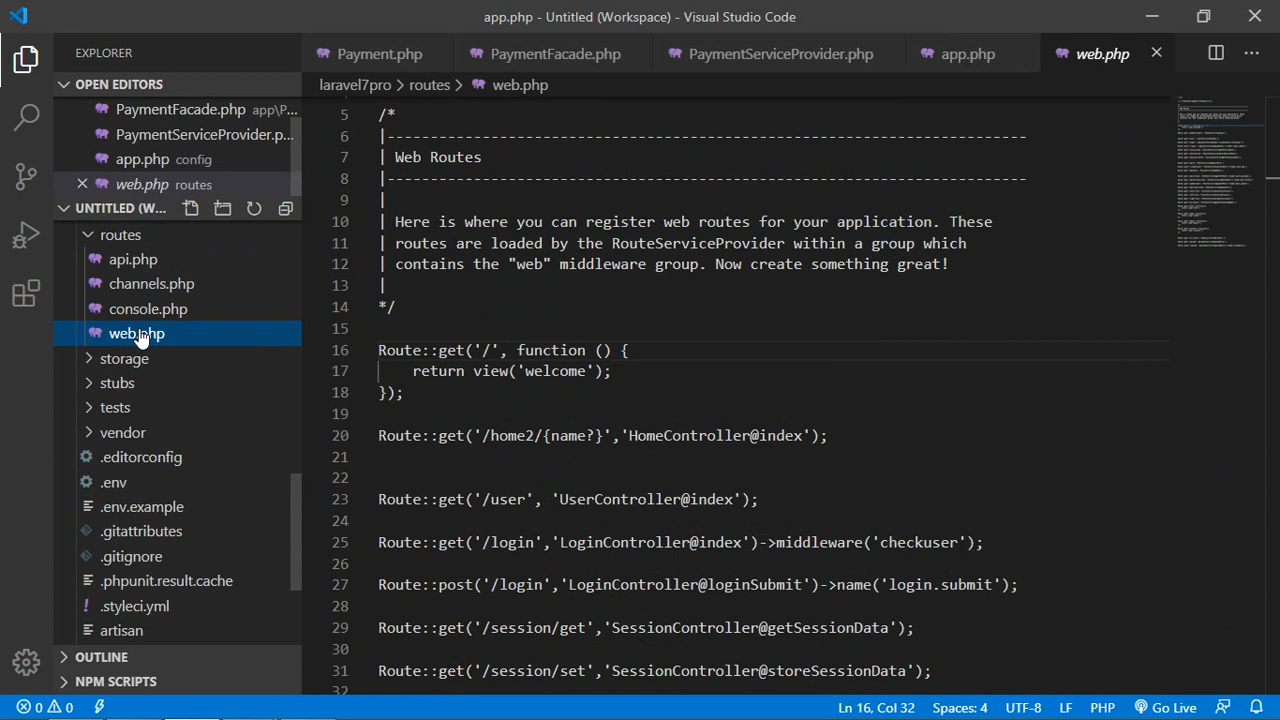 app.php - Untitled (Workspace) - Visual Studio Code
EXPLORER
Payment.php
PaymentFacade.php
PaymentServiceProvider.php
app.php
web.php
OPEN EDITORS
PaymentFacade.php app\P...
PaymentServiceProvider.p...
app.php config
web.php routes
UNTITLED (W...
routes
api.php
channels.php
console.php
web.php
storage
stubs
tests
vendor
.editorconfig
.env
.env.example
.gitattributes
.gitignore
.phpunit.result.cache
.styleci.yml
artisan
OUTLINE
NPM SCRIPTS
laravel7pro > routes > web.php
5 /*
6 |--------------------------------------------------------------------------
7 | Web Routes
8 |--------------------------------------------------------------------------
9 |
10 | Here is where you can register web routes for your application. These
11 | routes are loaded by the RouteServiceProvider within a group which
12 | contains the "web" middleware group. Now create something great!
13 |
14 */
15
16 Route::get('/', function () {
17 return view('welcome');
18 });
19
20 Route::get('/home2/{name?}','HomeController@index');
21
22
23 Route::get('/user', 'UserController@index');
24
25 Route::get('/login','LoginController@index')->middleware('checkuser');
26
27 Route::post('/login','LoginController@loginSubmit')->name('login.submit');
28
29 Route::get('/session/get','SessionController@getSessionData');
30
31 Route::get('/session/set','SessionController@storeSessionData');
32
0 0 Ln 16, Col 32 Spaces: 4 UTF-8 LF PHP Go Live